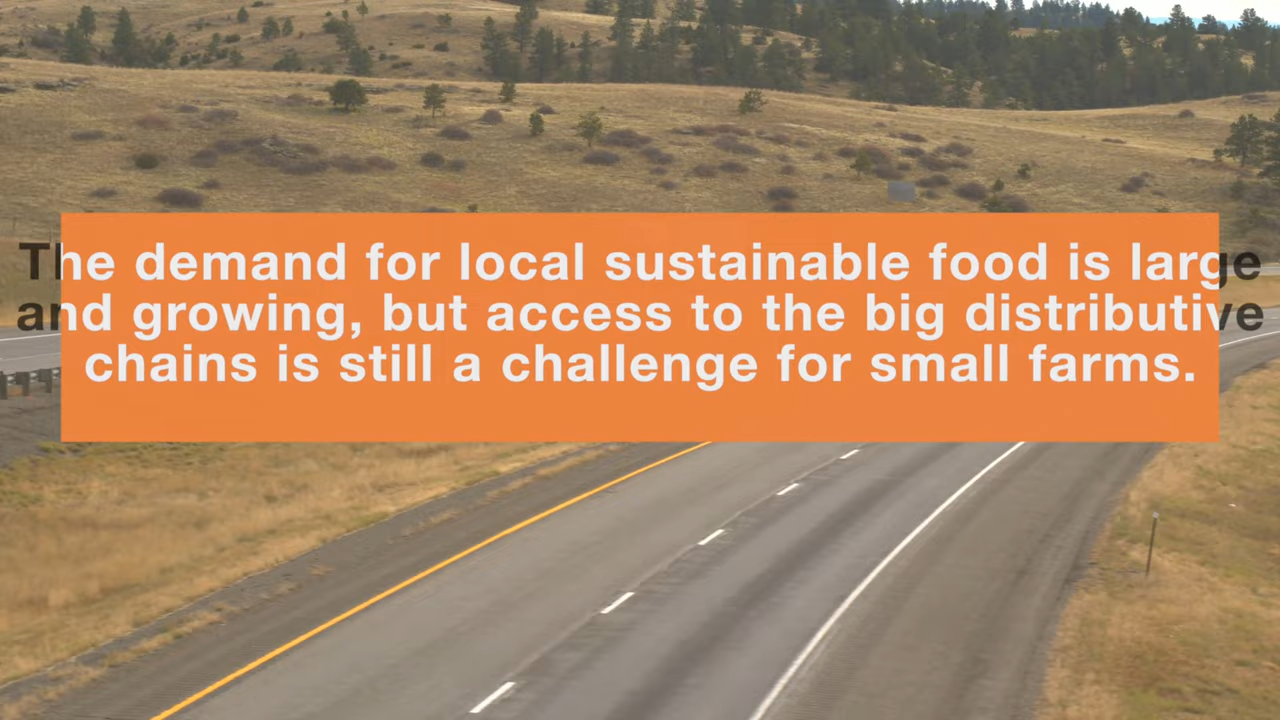 The demand for local sustainable food is large
and growing, but access to the big distributive
chains is still a challenge for small farms.